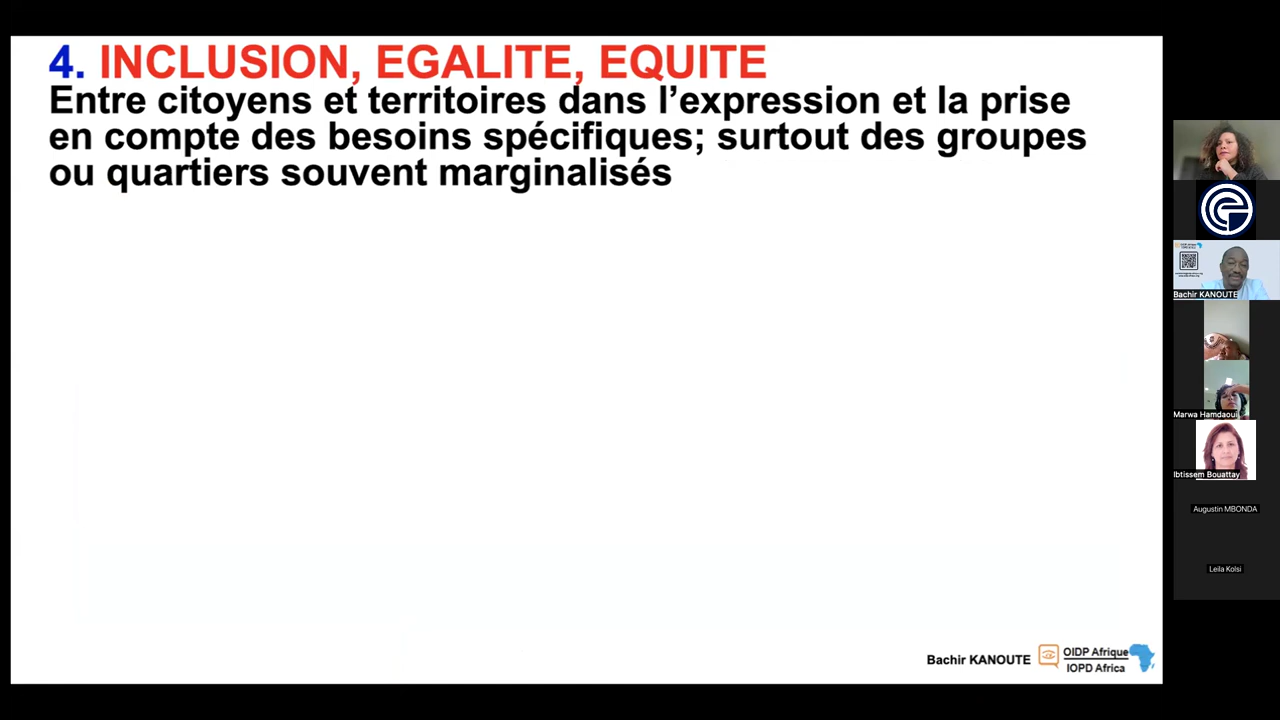 4. INCLUSION, EGALITE, EQUITE
Entre citoyens et territoires dans l’expression et la prise
en compte des besoins spécifiques; surtout des groupes
ou quartiers souvent marginalisés
Bachir KANOUTE
OIDP Afrique
IOPD Africa
Bachir KANOUTE
Marwa Hamdaoui
Ibtissem Bouattay
Augustin MBONDA
Leila Kolsi